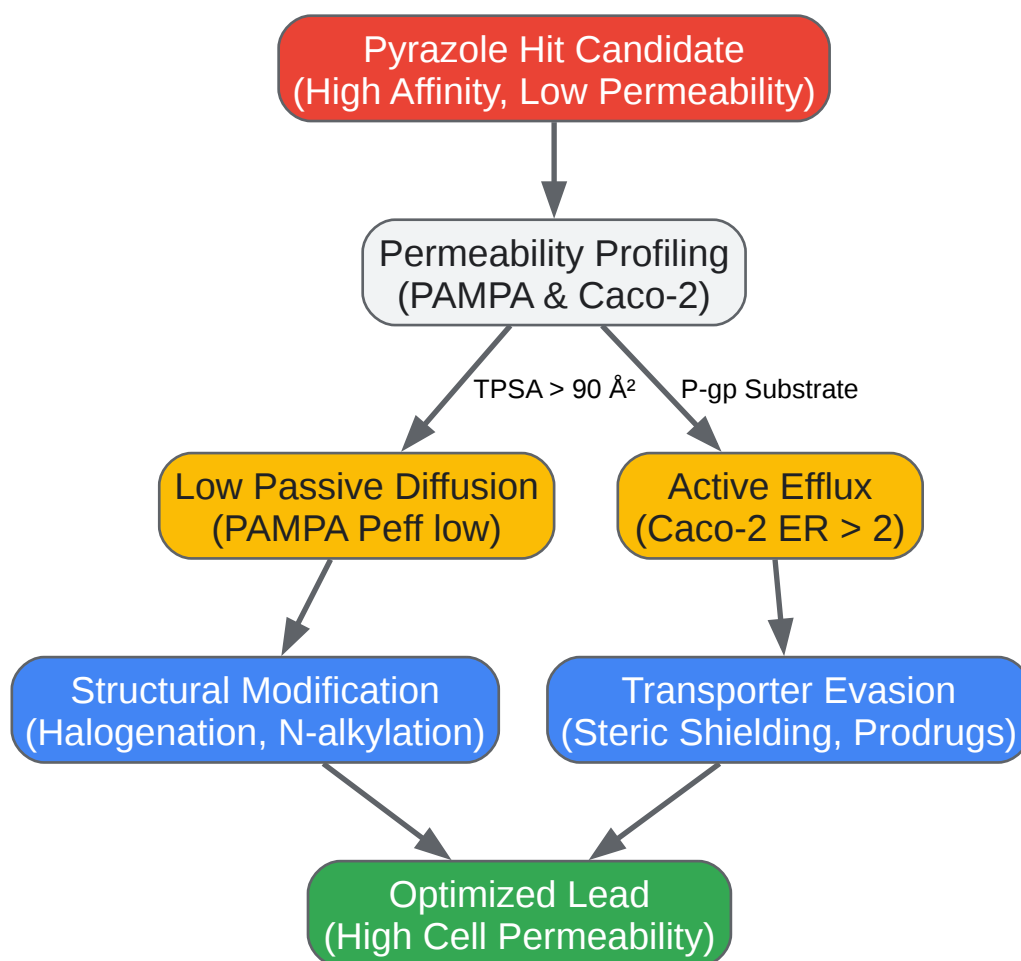 Pyrazole Hit Candidate
(High Affinity, Low Permeability)
Permeability Profiling
(PAMPA & Caco-2)
TPSA > 90 Å²
P-gp Substrate
Low Passive Diffusion
(PAMPA Peff low)
Active Efflux
(Caco-2 ER > 2)
Structural Modification
(Halogenation, N-alkylation)
Transporter Evasion
(Steric Shielding, Prodrugs)
Optimized Lead
(High Cell Permeability)